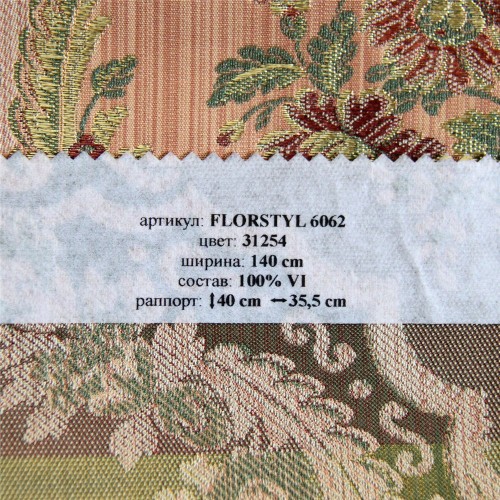 артикул: FLORSTYL 6062
цвет: 31254
ширина: 140 cm
состав: 100% VI
раппорт: ↕40 cm ↔35,5 cm